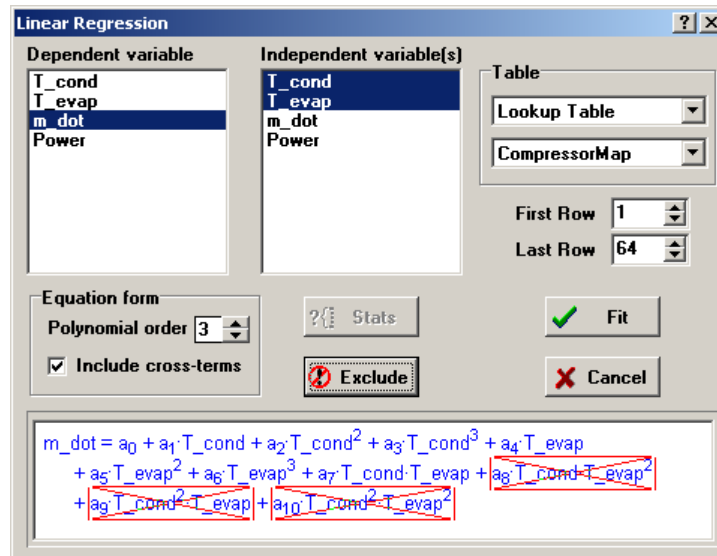 Linear Regression
Dependent variable
T_cond
T_evap
m_dot
Power
Independent variable(s)
T_cond
T_evap
m_dot
Power
Table
Lookup Table
CompressorMap
First Row 1
Last Row 64
Equation form
Polynomial order 3
Include cross-terms
?{ Stats
Exclude
Fit
Cancel
m_dot = a₀ + a₁·T_cond + a₂·T_cond² + a₃·T_cond³ + a₄·T_evap
+ a₅·T_evap² + a₆·T_evap³ + a₇·T_cond·T_evap + a₈·T_cond·T_evap²
+ a₉·T_cond²·T_evap + a₁₀·T_cond²·T_evap²